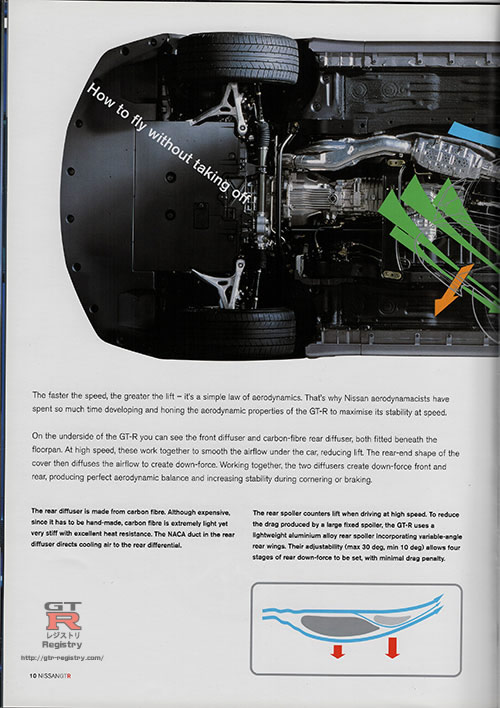 How to fly without taking off
The faster the speed, the greater the lift – it's a simple law of aerodynamics. That's why Nissan aerodynamacists have
spent so much time developing and honing the aerodynamic properties of the GT-R to maximise its stability at speed.
On the underside of the GT-R you can see the front diffuser and carbon-fibre rear diffuser, both fitted beneath the
floorpan. At high speed, these work together to smooth the airflow under the car, reducing lift. The rear-end shape of the
cover then diffuses the airflow to create down-force. Working together, the two diffusers create down-force front and
rear, producing perfect aerodynamic balance and increasing stability during cornering or braking.
The rear diffuser is made from carbon fibre. Although expensive,
since it has to be hand-made, carbon fibre is extremely light yet
very stiff with excellent heat resistance. The NACA duct in the rear
diffuser directs cooling air to the rear differential.
The rear spoiler counters lift when driving at high speed. To reduce
the drag produced by a large fixed spoiler, the GT-R uses a
lightweight aluminium alloy rear spoiler incorporating variable-angle
rear wings. Their adjustability (max 30 deg, min 10 deg) allows four
stages of rear down-force to be set, with minimal drag penalty.
GT
R
レジストリ
Registry
http://gtr-registry.com/
10 NISSANGTR